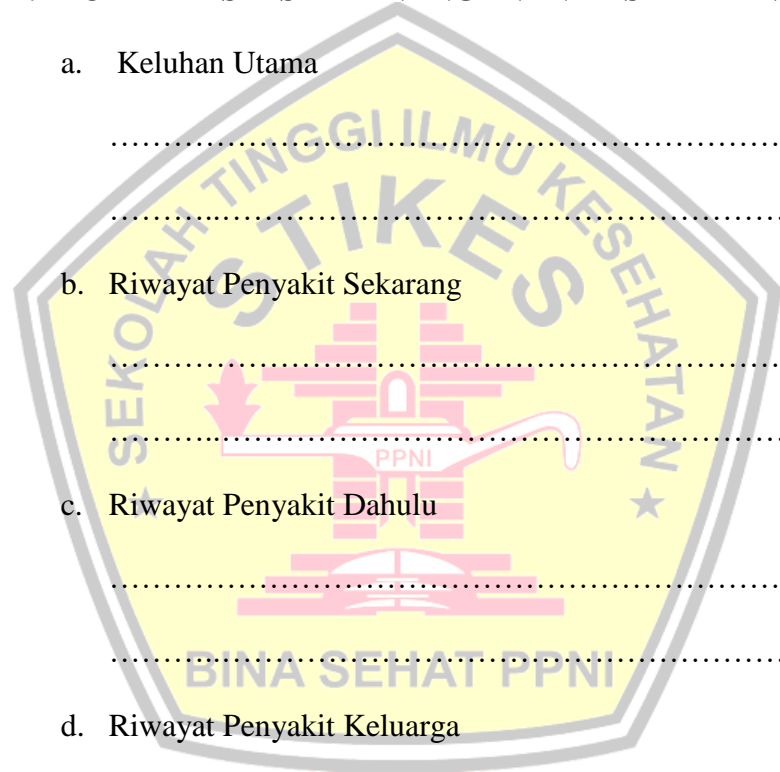 a. Keluhan Utama
……………………………………………………………………
……………………………………………………………………
b. Riwayat Penyakit Sekarang
……………………………………………………………………
……………………………………………………………………
c. Riwayat Penyakit Dahulu
……………………………………………………………………
……………………………………………………………………
d. Riwayat Penyakit Keluarga
SEKOLAH TINGGI ILMU KESEHATAN
STIKES
PPNI
BINA SEHAT PPNI